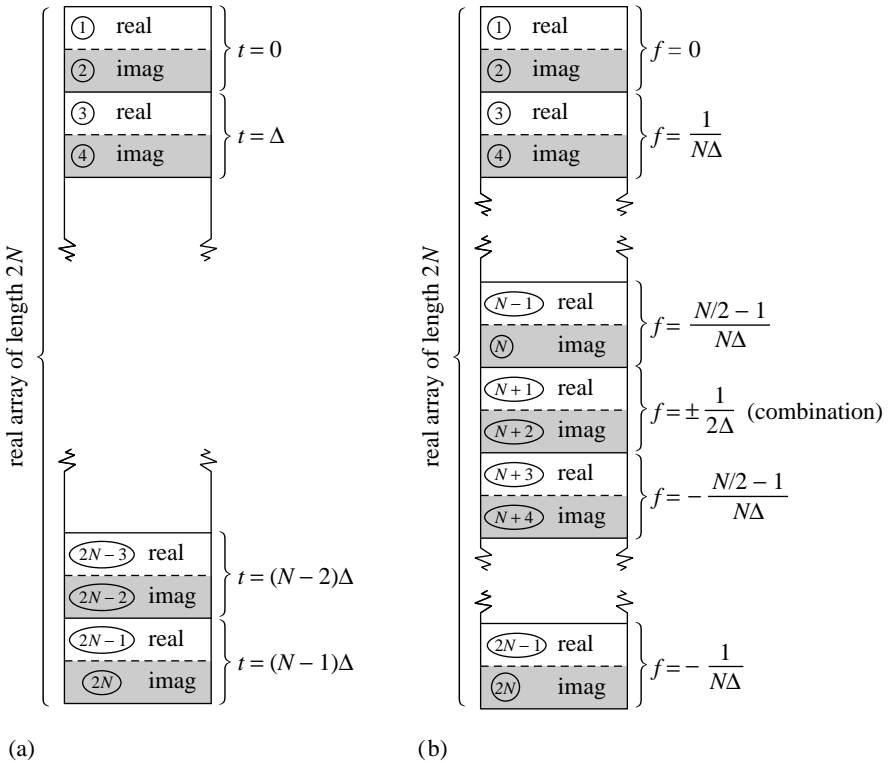 real array of length 2N
1 real
2 imag
t = 0
3 real
4 imag
t = Δ
2N − 3 real
2N − 2 imag
t = (N − 2)Δ
2N − 1 real
2N imag
t = (N − 1)Δ
(a)
real array of length 2N
1 real
2 imag
f = 0
3 real
4 imag
f = 1/NΔ
N − 1 real
N imag
f = N/2 − 1/NΔ
N + 1 real
N + 2 imag
f = ± 1/2Δ (combination)
N + 3 real
N + 4 imag
f = − N/2 − 1/NΔ
2N − 1 real
2N imag
f = − 1/NΔ
(b)